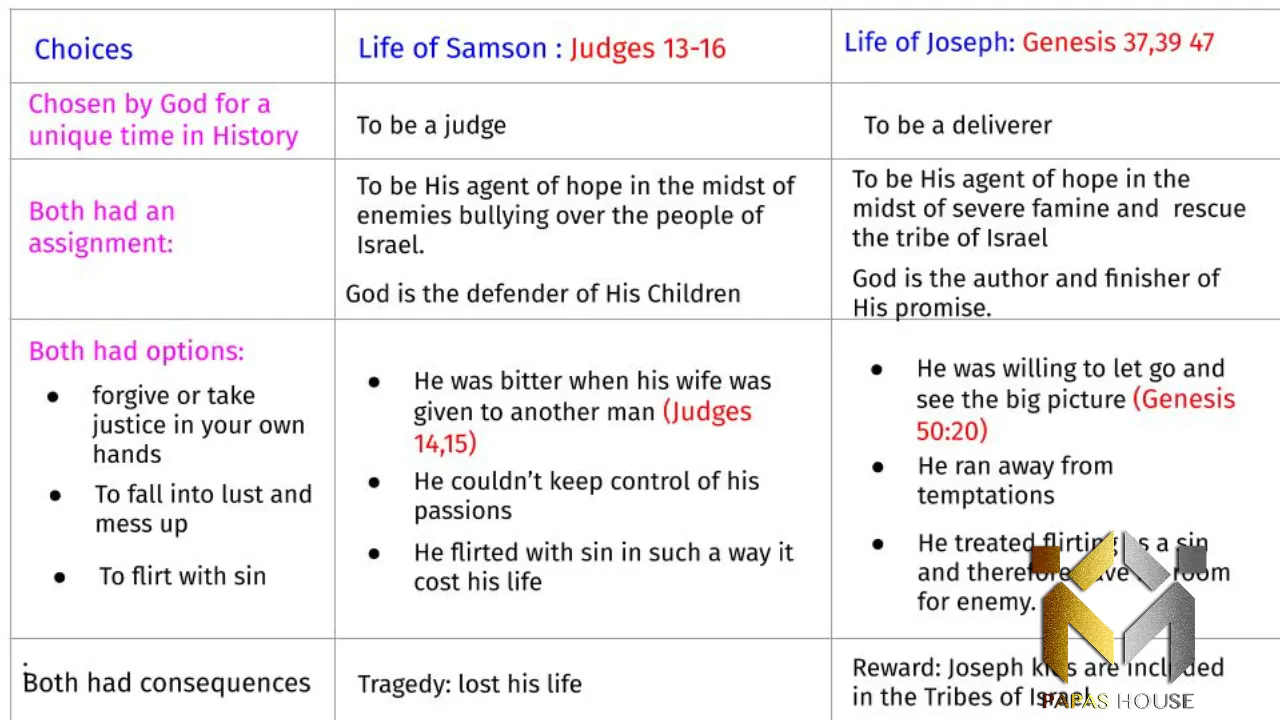 Choices
Life of Samson : Judges 13-16
Life of Joseph: Genesis 37,39 47
Chosen by God for a
unique time in History
To be a judge
To be a deliverer
Both had an
assignment:
To be His agent of hope in the midst of
enemies bullying over the people of
Israel.
God is the defender of His Children
To be His agent of hope in the
midst of severe famine and rescue
the tribe of Israel
God is the author and finisher of
His promise.
Both had options:
● forgive or take
justice in your own
hands
● To fall into lust and
mess up
● To flirt with sin
● He was bitter when his wife was
given to another man (Judges
14,15)
● He couldn't keep control of his
passions
● He flirted with sin in such a way it
cost his life
● He was willing to let go and
see the big picture (Genesis
50:20)
● He ran away from
temptations
● He treated flirting as a sin
and therefore room
for enemy.
.
Both had consequences
Tragedy: lost his life
Reward: Joseph kids are included
in the Tribes of Israel
PAPAS HOUSE